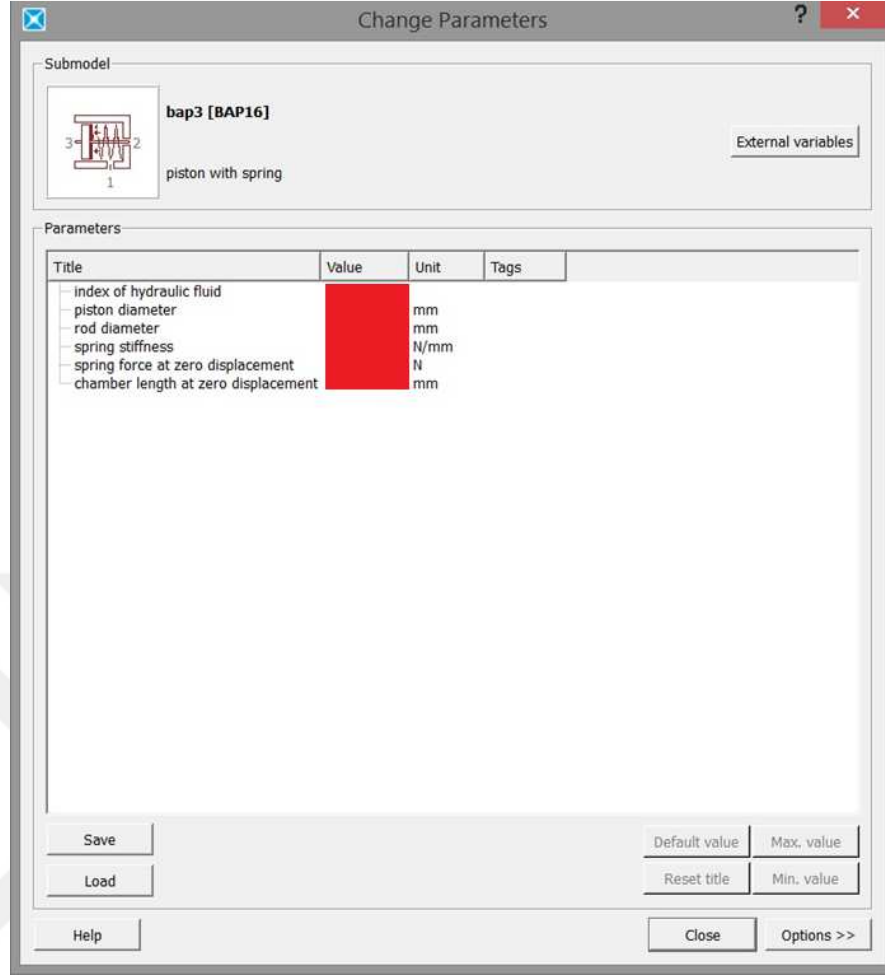 Change Parameters
?
Submodel
bap3 [BAP16]
3 2
External variables
piston with spring
1
Parameters
Title Value Unit Tags
index of hydraulic fluid
piston diameter mm
rod diameter mm
spring stiffness N/mm
spring force at zero displacement N
chamber length at zero displacement mm
Save Default value Max. value
Load Reset title Min. value
Help Close Options >>